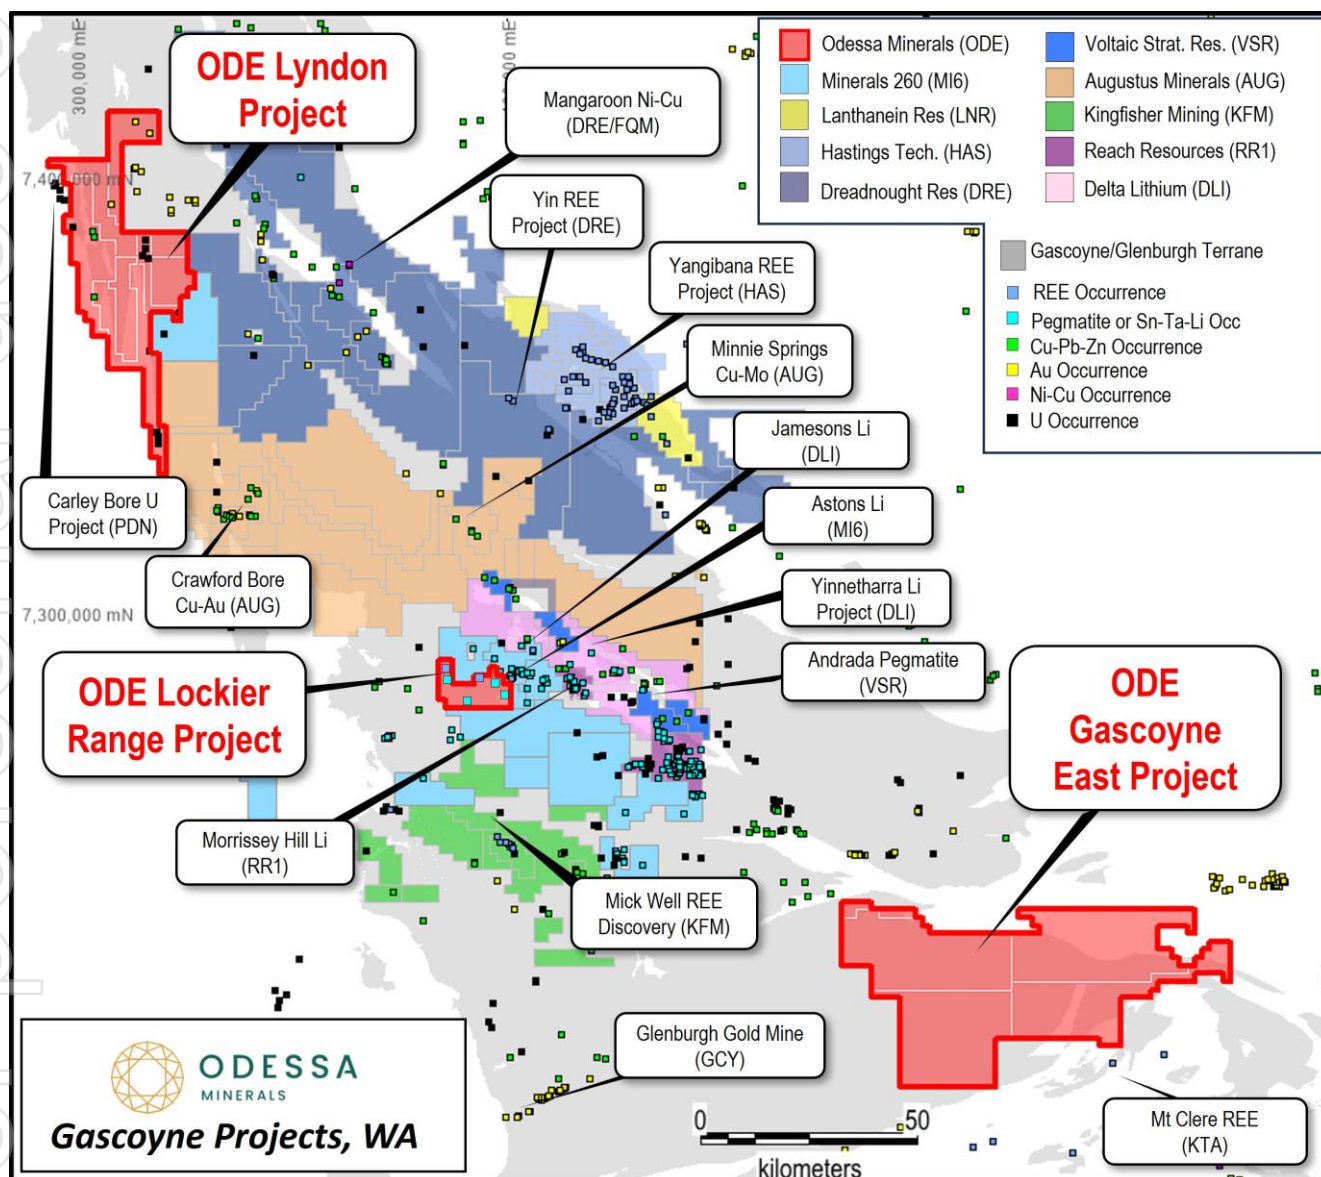 300,000 mE
000 mE
ODE Lyndon
Project
Mangaroon Ni-Cu
(DRE/FQM)
Odessa Minerals (ODE)
Minerals 260 (MI6)
Lanthanein Res (LNR)
Hastings Tech. (HAS)
Dreadnought Res (DRE)
Voltaic Strat. Res. (VSR)
Augustus Minerals (AUG)
Kingfisher Mining (KFM)
Reach Resources (RR1)
Delta Lithium (DLI)
Gascoyne/Glenburgh Terrane
REE Occurrence
Pegmatite or Sn-Ta-Li Occ
Cu-Pb-Zn Occurrence
Au Occurrence
Ni-Cu Occurrence
U Occurrence
7,400,000 mN
Yin REE
Project (DRE)
Yangibana REE
Project (HAS)
Minnie Springs
Cu-Mo (AUG)
Jamesons Li
(DLI)
Astons Li
(MI6)
Carley Bore U
Project (PDN)
Crawford Bore
Cu-Au (AUG)
Yinnetharra Li
Project (DLI)
7,300,000 mN
Andrada Pegmatite
(VSR)
ODE Lockier
Range Project
ODE
Gascoyne
East Project
Morrissey Hill Li
(RR1)
Mick Well REE
Discovery (KFM)
Glenburgh Gold Mine
(GCY)
Mt Clere REE
(KTA)
ODESSA
MINERALS
Gascoyne Projects, WA
0 50
kilometers